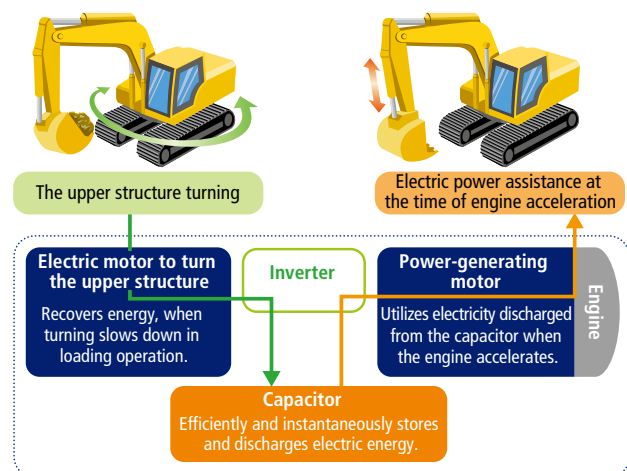 The upper structure turning
Electric power assistance at
the time of engine acceleration
Electric motor to turn
the upper structure
Recovers energy, when
turning slows down in
loading operation.
Inverter
Power-generating
motor
Utilizes electricity discharged
from the capacitor when
the engine accelerates.
Engine
Capacitor
Efficiently and instantaneously stores
and discharges electric energy.